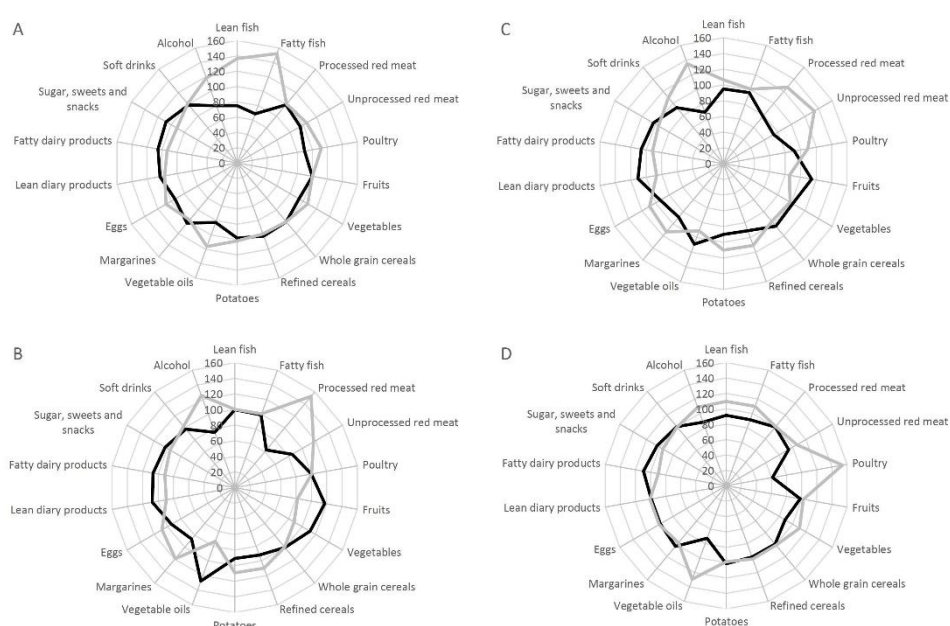 A
Lean fish
Fatty fish
Processed red meat
Unprocessed red meat
Poultry
Fruits
Vegetables
Whole grain cereals
Refined cereals
Potatoes
Vegetable oils
Margarines
Eggs
Lean diary products
Fatty dairy products
Sugar, sweets and
snacks
Soft drinks
Alcohol
160
140
120
100
80
60
40
20
0
C
Lean fish
Fatty fish
Processed red meat
Unprocessed red meat
Poultry
Fruits
Vegetables
Whole grain cereals
Refined cereals
Potatoes
Vegetable oils
Margarines
Eggs
Lean diary products
Fatty dairy products
Sugar, sweets and
snacks
Soft drinks
Alcohol
160
140
120
100
80
60
40
20
0
B
Lean fish
Fatty fish
Processed red meat
Unprocessed red meat
Poultry
Fruits
Vegetables
Whole grain cereals
Refined cereals
Potatoes
Vegetable oils
Margarines
Eggs
Lean diary products
Fatty dairy products
Sugar, sweets and
snacks
Soft drinks
Alcohol
160
140
120
100
80
60
40
20
0
D
Lean fish
Fatty fish
Processed red meat
Unprocessed red meat
Poultry
Fruits
Vegetables
Whole grain cereals
Refined cereals
Potatoes
Vegetable oils
Margarines
Eggs
Lean diary products
Fatty dairy products
Sugar, sweets and
snacks
Soft drinks
Alcohol
160
140
120
100
80
60
40
20
0